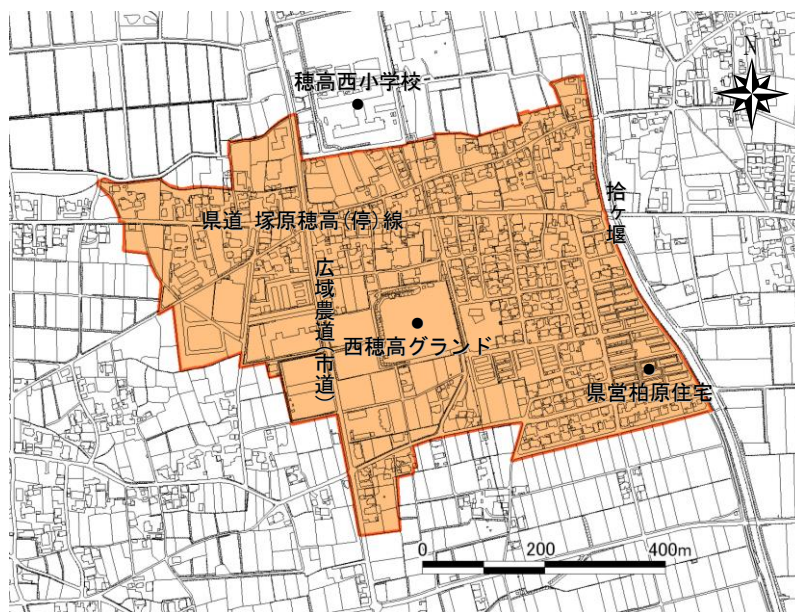 N
穂高西小学校
拾ケ堰
県道 塚原穂高(停)線
広域農道(市道)
西穂高グランド
県営柏原住宅
0 200 400m